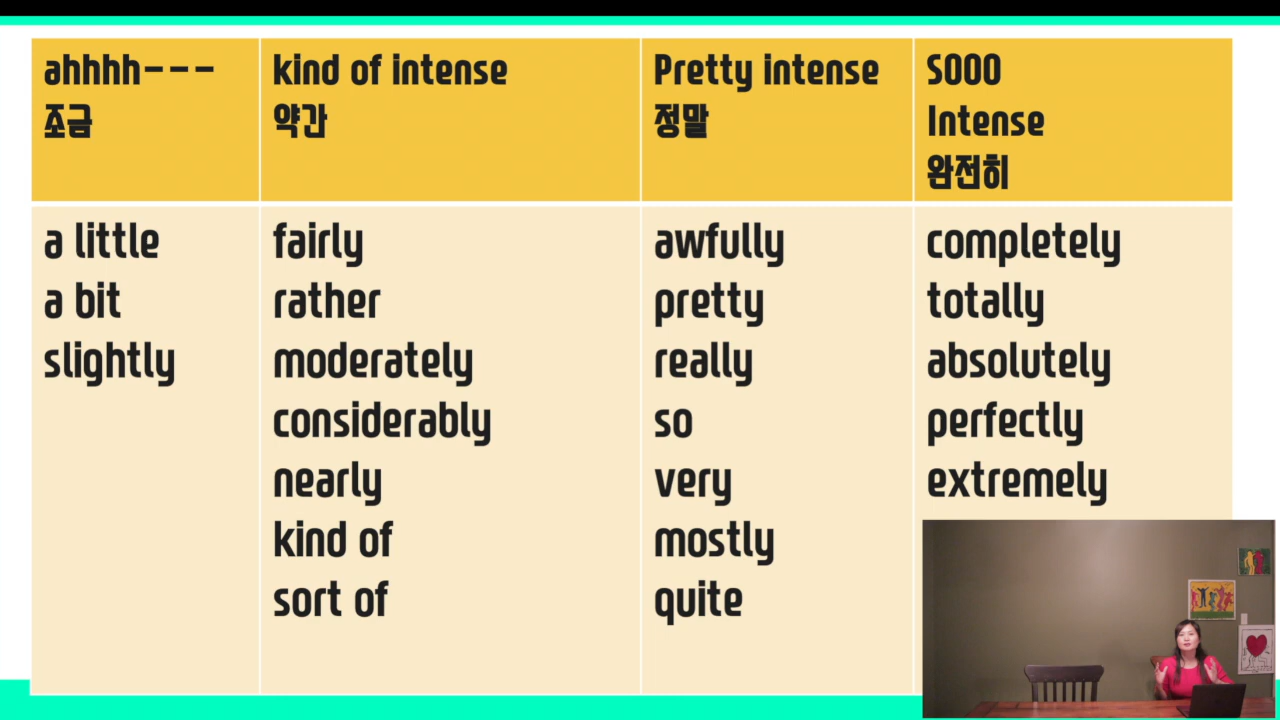 ahhhh---
조금
kind of intense
약간
Pretty intense
정말
SOOO
Intense
완전히
a little
a bit
slightly
fairly
rather
moderately
considerably
nearly
kind of
sort of
awfully
pretty
really
so
very
mostly
quite
completely
totally
absolutely
perfectly
extremely